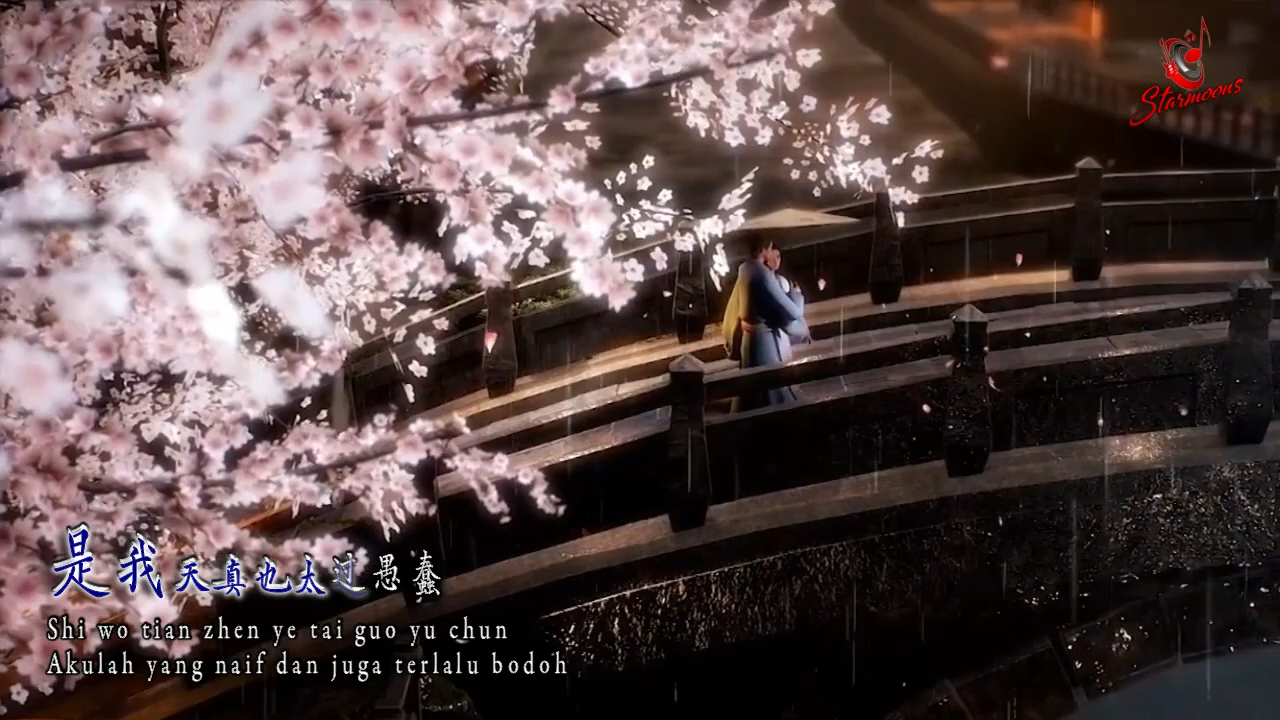 Starmoons
是我天真也太过愚蠢
Shi wo tian zhen ye tai guo yu chun
Akulah yang naif dan juga terlalu bodoh